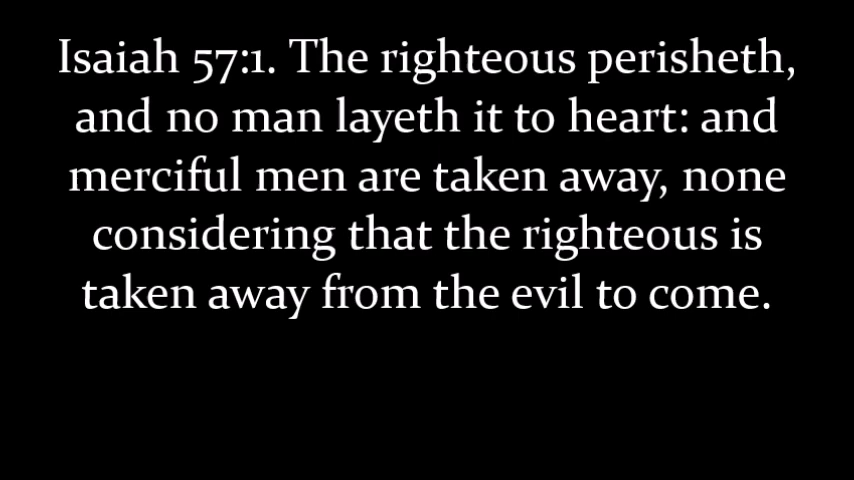 Isaiah 57:1. The righteous perisheth,
and no man layeth it to heart: and
merciful men are taken away, none
considering that the righteous is
taken away from the evil to come.